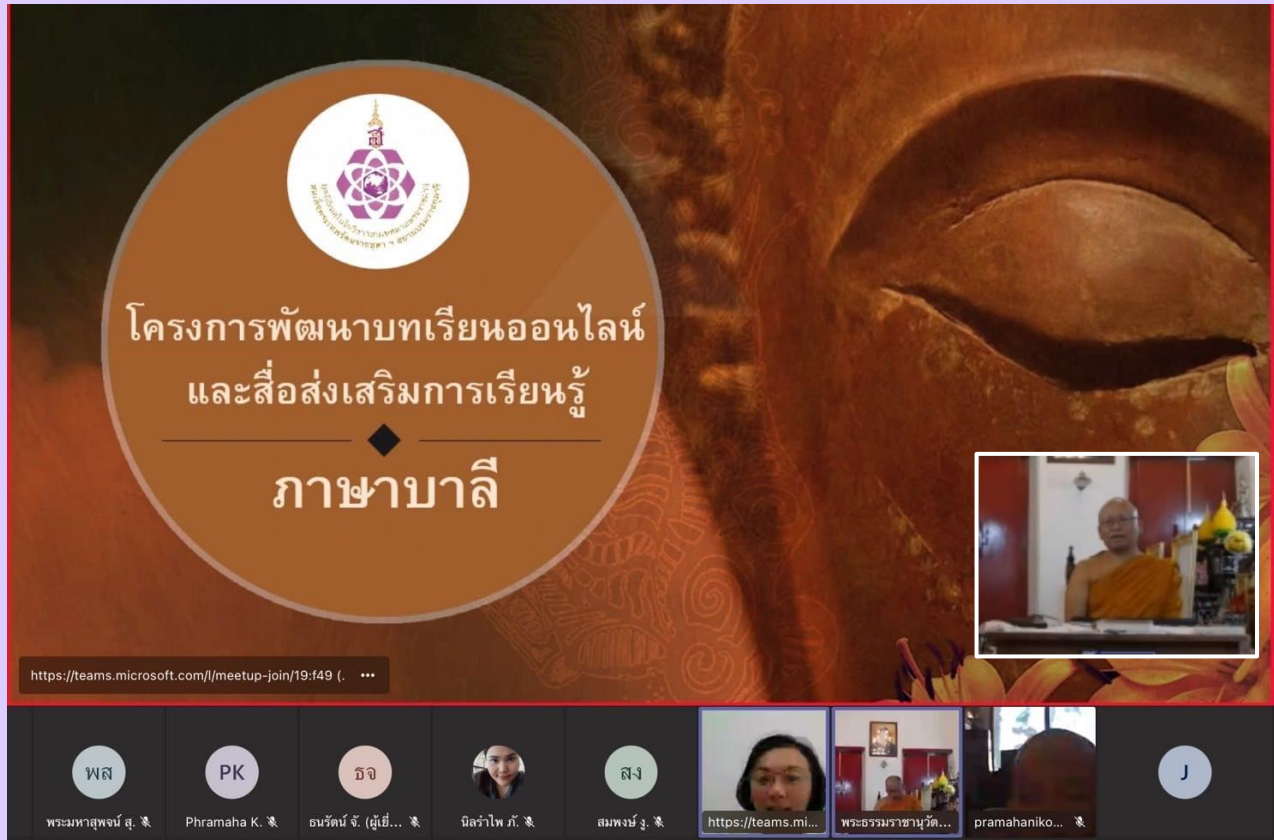 โครงการพัฒนาบทเรียนออนไลน์
และสื่อส่งเสริมการเรียนรู้
ภาษาบาลี
https://teams.microsoft.com/l/meetup-join/19:f49 (. •••
พส
PK
ธจ
สง
J
พระมหาสุพจน์ สุ.
Phramaha K.
ธนรัตน์ จั. (ผู้เยี่...
นิลรำไพ ภั.
สมพงษ์ งู.
https://teams.mi...
พระธรรมราชานุวัต...
pramahaniko...